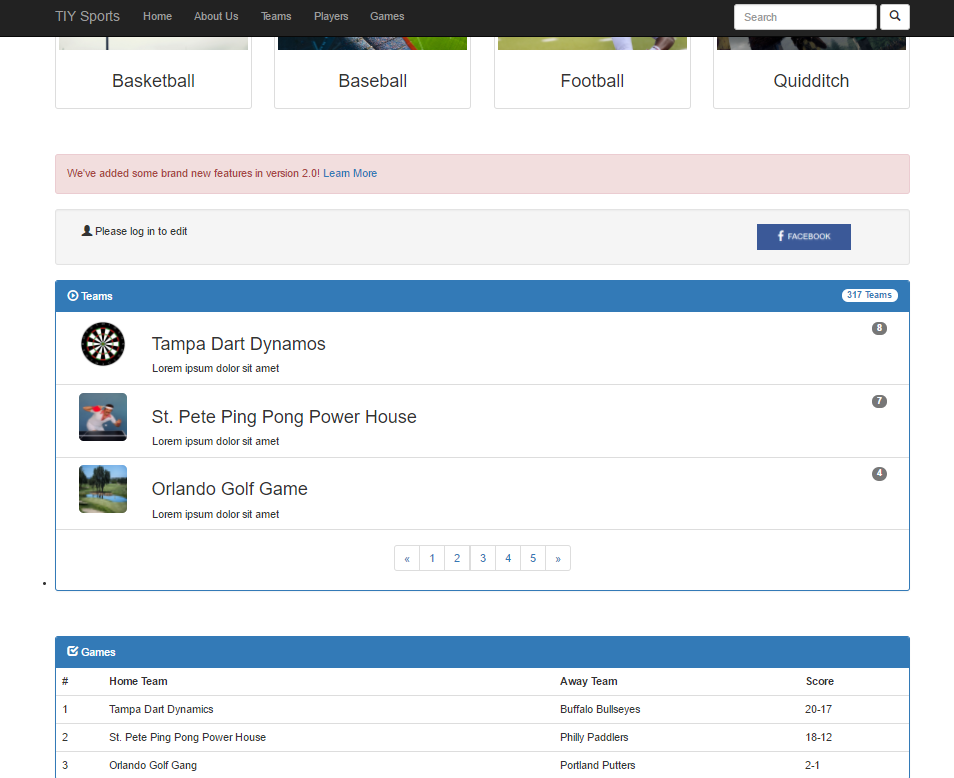 TIY Sports Home About Us Teams Players Games Search
Basketball Baseball Football Quidditch
We've added some brand new features in version 2.0! Learn More
Please log in to edit FACEBOOK
Teams 317 Teams
Tampa Dart Dynamos 8
Lorem ipsum dolor sit amet
St. Pete Ping Pong Power House 7
Lorem ipsum dolor sit amet
Orlando Golf Game 4
Lorem ipsum dolor sit amet
« 1 2 3 4 5 »
Games
# Home Team Away Team Score
1 Tampa Dart Dynamics Buffalo Bullseyes 20-17
2 St. Pete Ping Pong Power House Philly Paddlers 18-12
3 Orlando Golf Gang Portland Putters 2-1